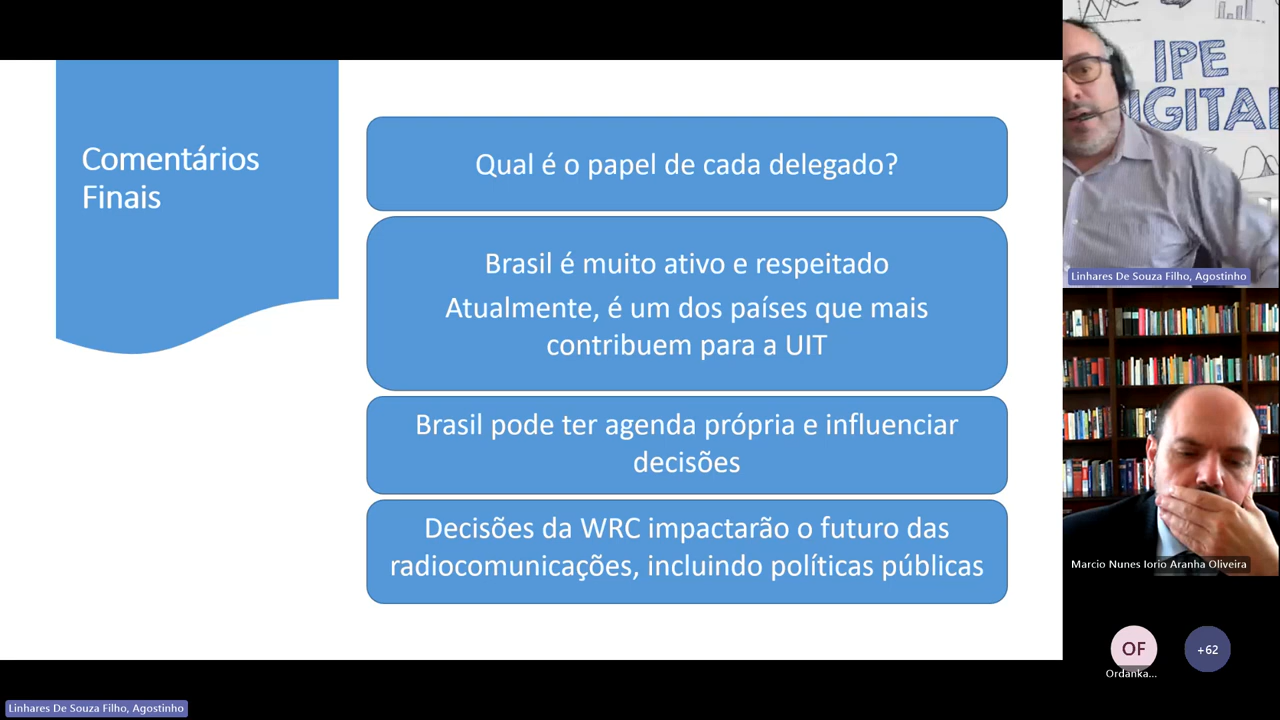 Comentários
Finais
Qual é o papel de cada delegado?
Brasil é muito ativo e respeitado
Atualmente, é um dos países que mais
contribuem para a UIT
Brasil pode ter agenda própria e influenciar
decisões
Decisões da WRC impactarão o futuro das
radiocomunicações, incluindo políticas públicas
IPE
IGITAL
Linhares De Souza Filho, Agostinho
Marcio Nunes Iorio Aranha Oliveira
OF
Ordanka...
+62
Linhares De Souza Filho, Agostinho